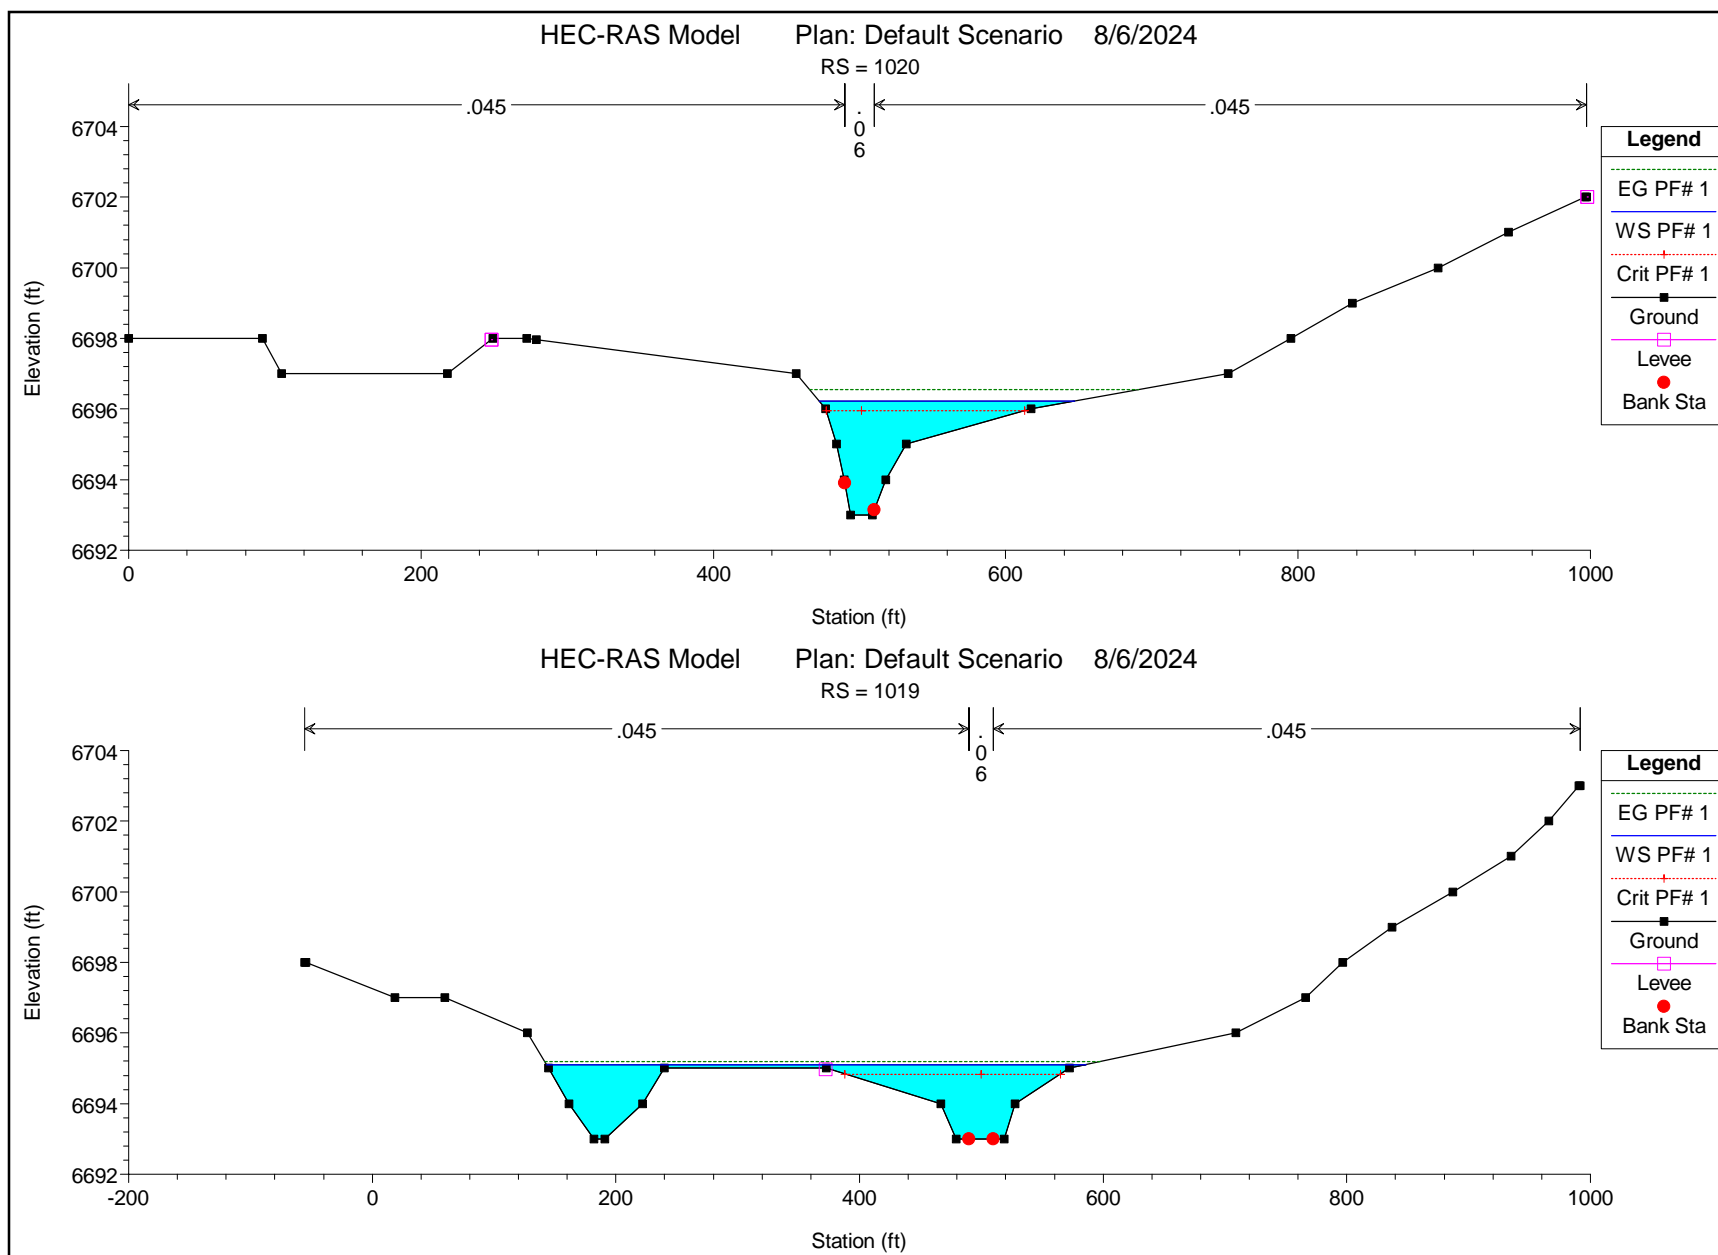 HEC-RAS Model Plan: Default Scenario 8/6/2024
RS = 1020
.045
.06
.045
6704
6702
6700
6698
6696
6694
6692
Elevation (ft)
0
200
400
600
800
1000
Station (ft)
Legend
EG PF# 1
WS PF# 1
Crit PF# 1
Ground
Levee
Bank Sta
HEC-RAS Model Plan: Default Scenario 8/6/2024
RS = 1019
.045
.06
.045
6704
6702
6700
6698
6696
6694
6692
Elevation (ft)
-200
0
200
400
600
800
1000
Station (ft)
Legend
EG PF# 1
WS PF# 1
Crit PF# 1
Ground
Levee
Bank Sta